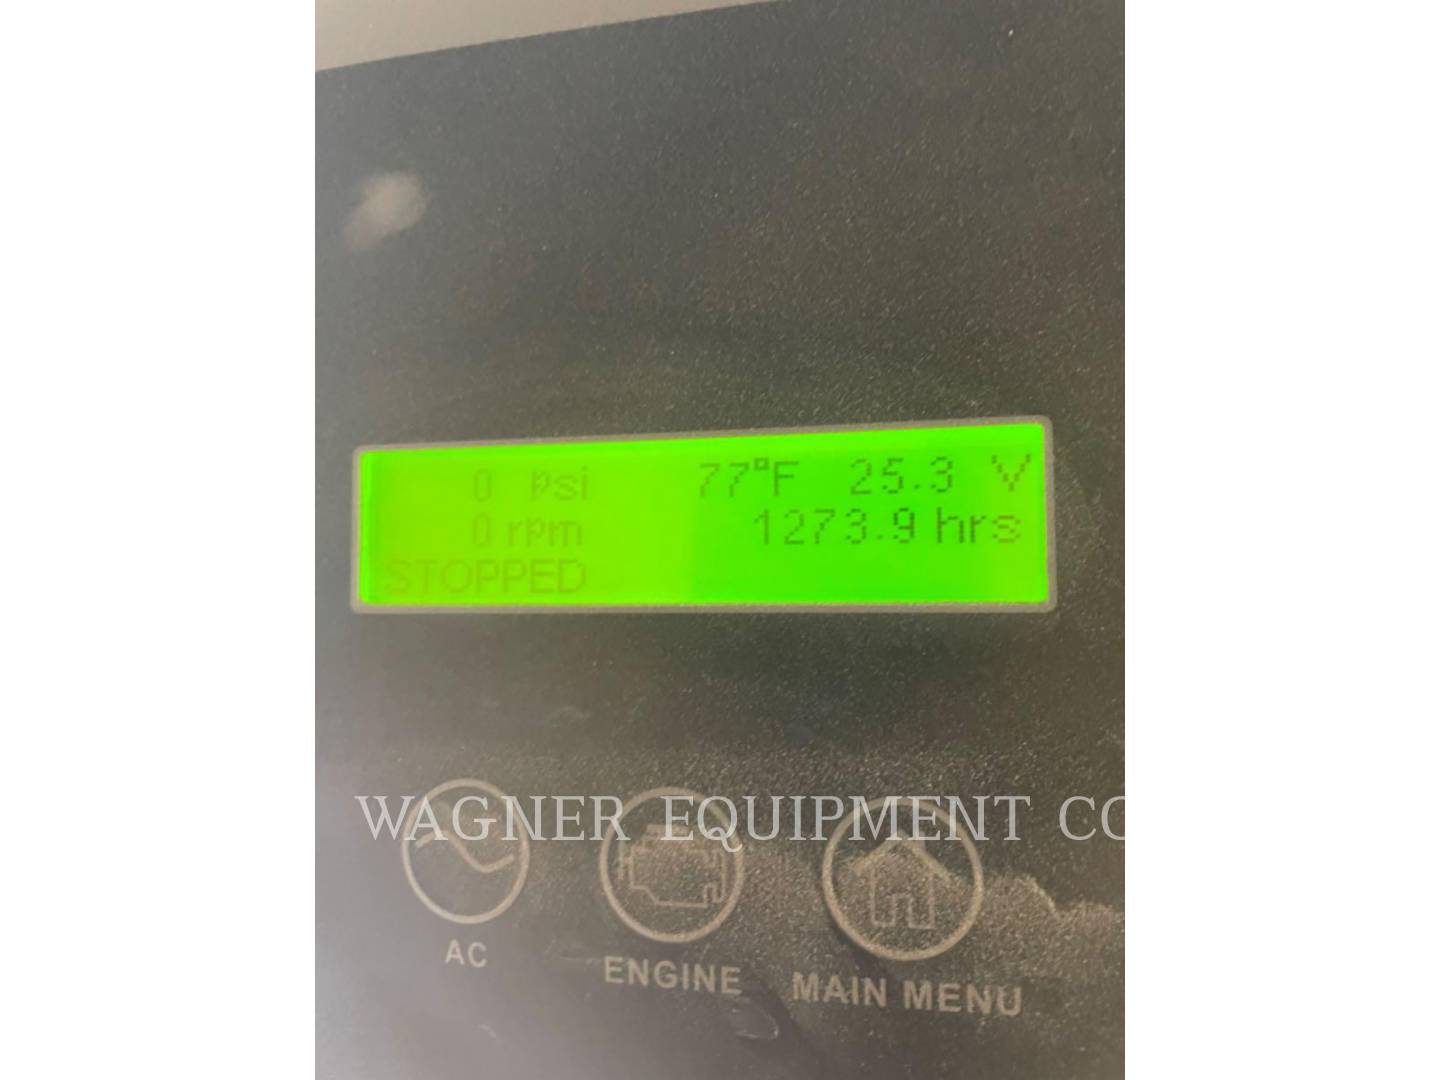 0 psi 77°F 25.3 V
0 rpm 1273.9 hrs
STOPPED
WAGNER EQUIPMENT CO
AC ENGINE MAIN MENU